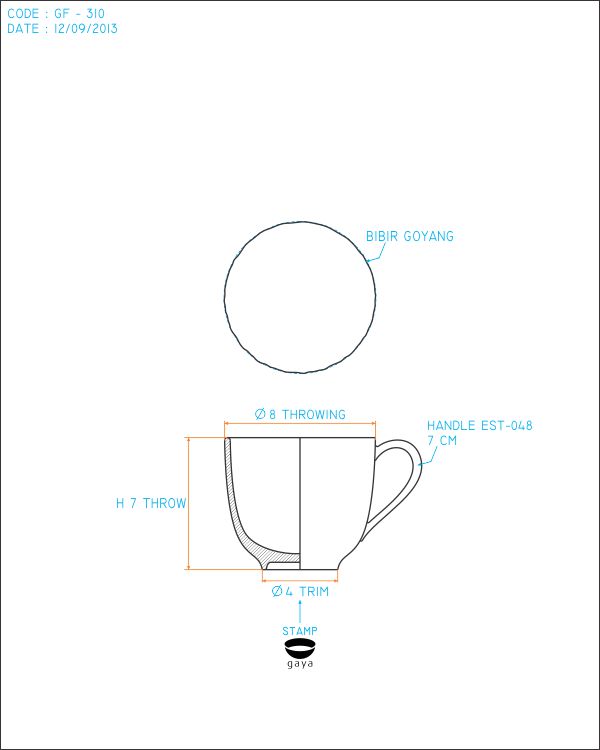 CODE : GF - 310
DATE : 12/09/2013
BIBIR GOYANG
Ø 8 THROWING
HANDLE EST-048
7 CM
H 7 THROW
Ø 4 TRIM
STAMP
gaya